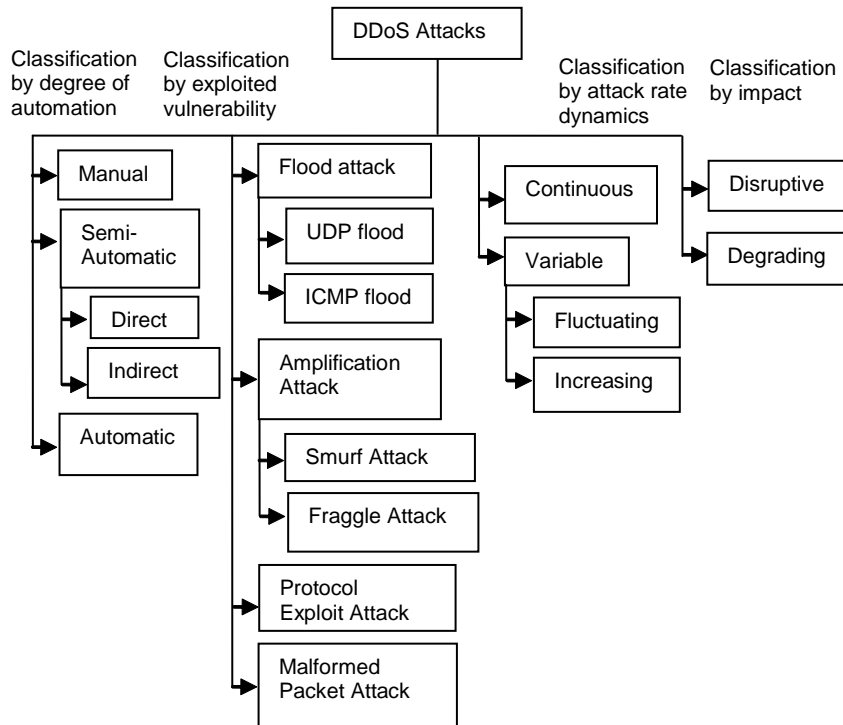 DDoS Attacks
Classification
by degree of
automation
Classification
by exploited
vulnerability
Classification
by attack rate
dynamics
Classification
by impact
Manual
Semi-
Automatic
Direct
Indirect
Automatic
Flood attack
UDP flood
ICMP flood
Amplification
Attack
Smurf Attack
Fraggle Attack
Protocol
Exploit Attack
Malformed
Packet Attack
Continuous
Variable
Fluctuating
Increasing
Disruptive
Degrading